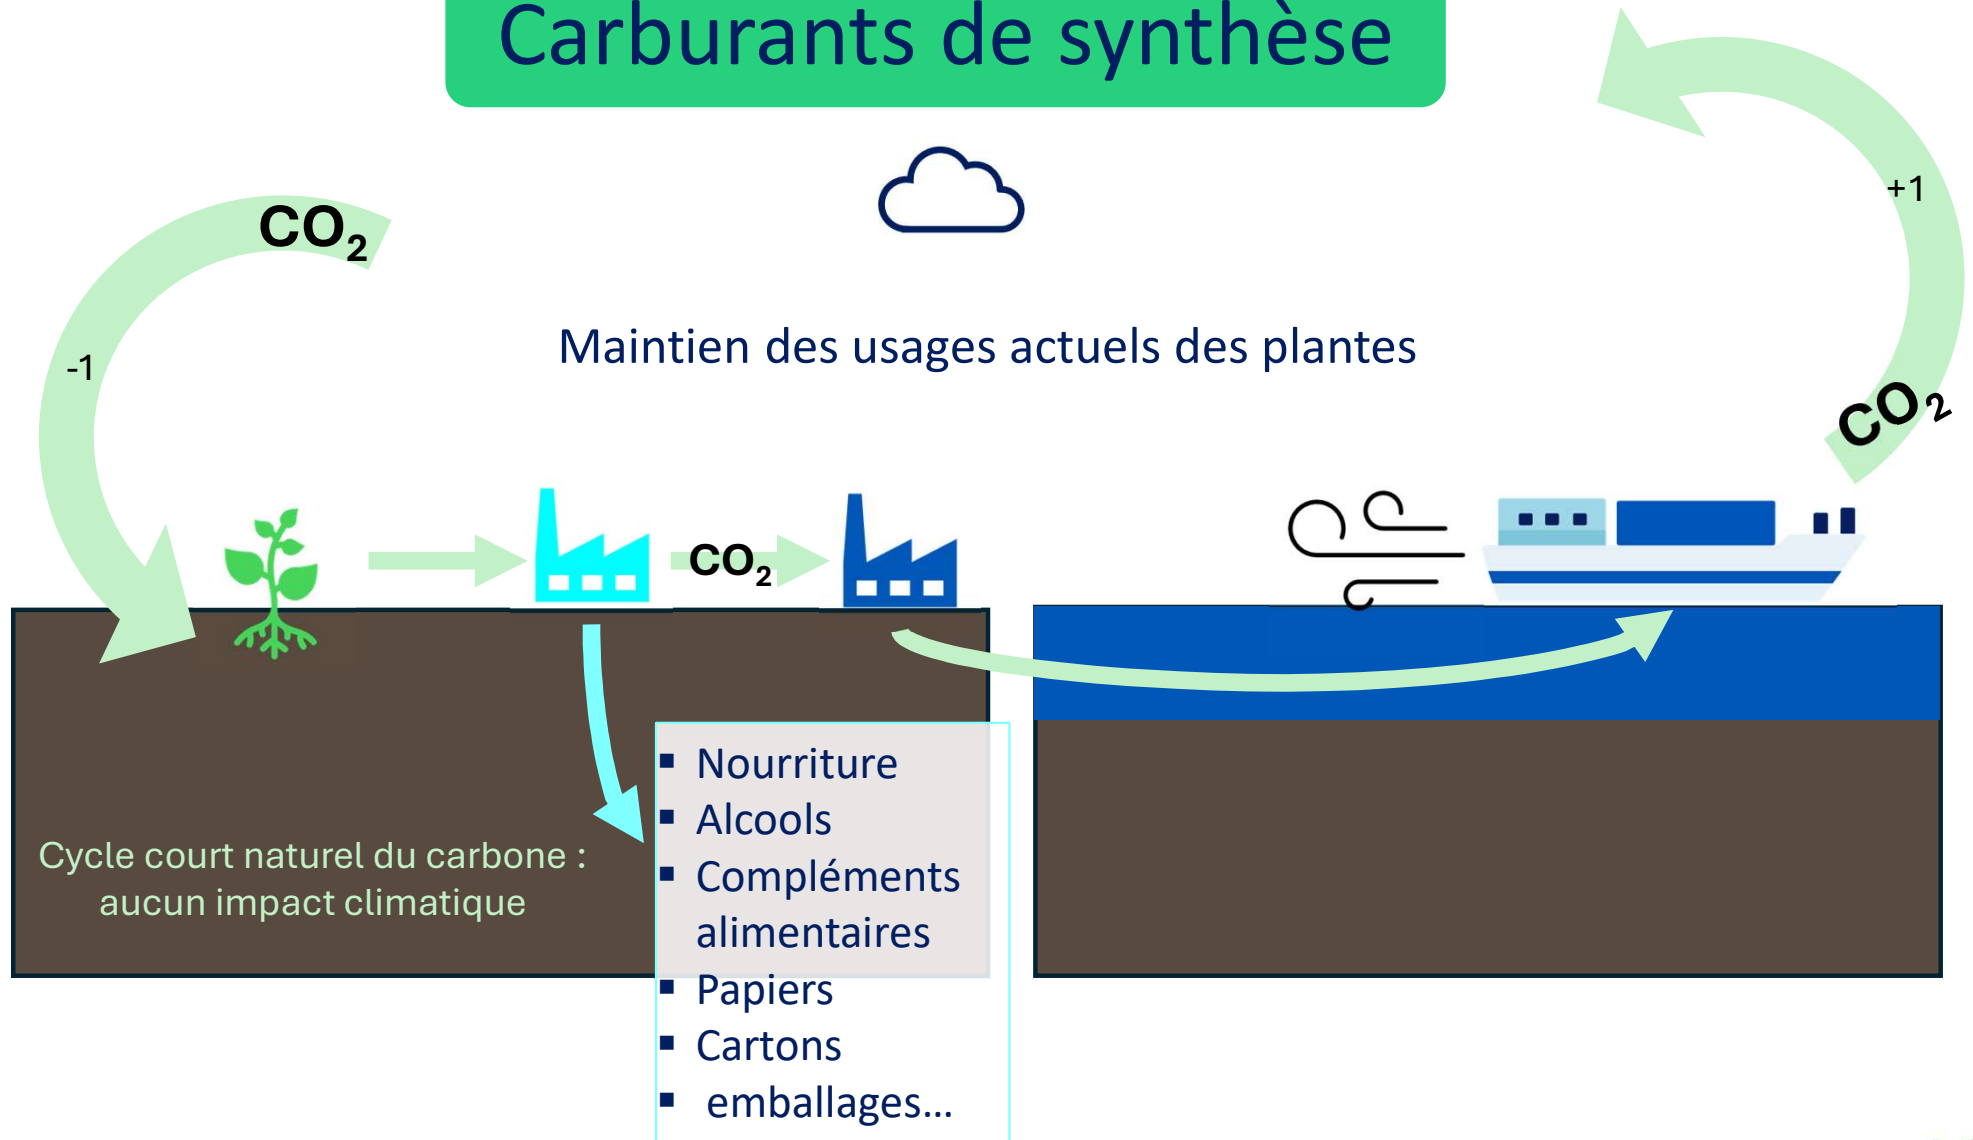 Carburants de synthèse
+1
CO₂
Maintien des usages actuels des plantes
-1
CO₂
CO₂
▪ Nourriture
▪ Alcools
▪ Compléments
alimentaires
▪ Papiers
▪ Cartons
▪ emballages...
Cycle court naturel du carbone :
aucun impact climatique